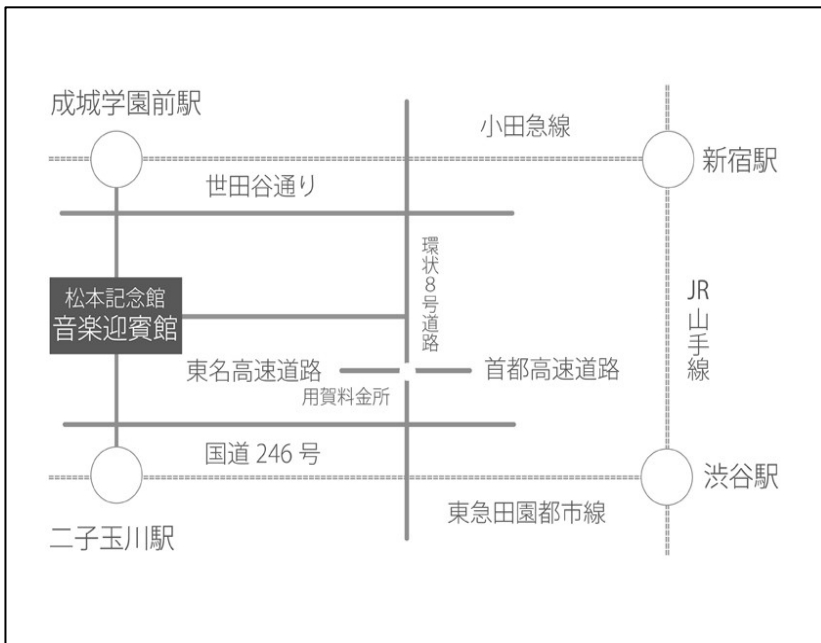 成城学園前駅
小田急線
新宿駅
世田谷通り
環状8号道路
松本記念館
音楽迎賓館
JR山手線
東名高速道路
首都高速道路
用賀料金所
国道 246 号
渋谷駅
東急田園都市線
二子玉川駅